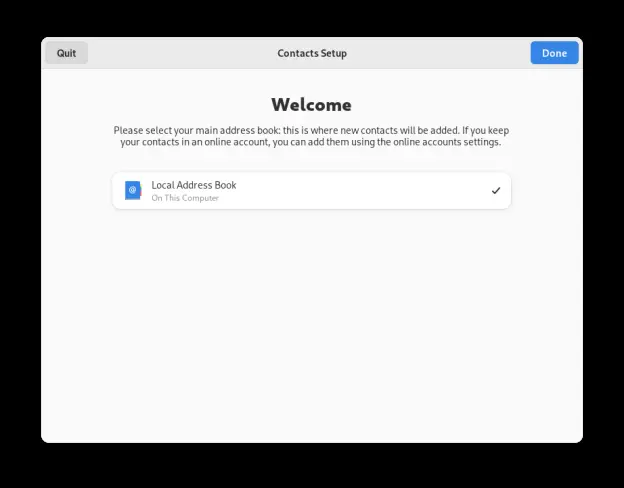 Quit
Contacts Setup
Done
Welcome
Please select your main address book: this is where new contacts will be added. If you keep
your contacts in an online account, you can add them using the online accounts settings.
@
Local Address Book
On This Computer